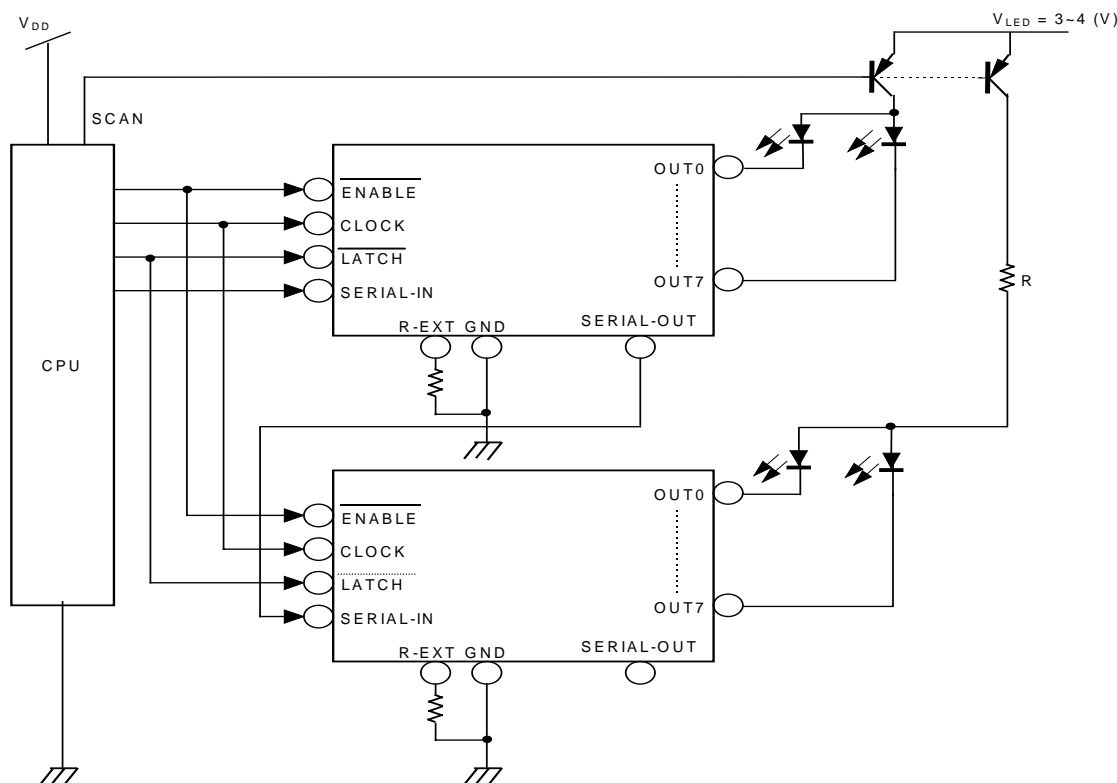 VDD
VLED = 3~4 (V)
SCAN
CPU
ENABLE
CLOCK
LATCH
SERIAL-IN
OUT0
OUT7
R-EXT GND
SERIAL-OUT
R
ENABLE
CLOCK
LATCH
SERIAL-IN
OUT0
OUT7
R-EXT GND
SERIAL-OUT